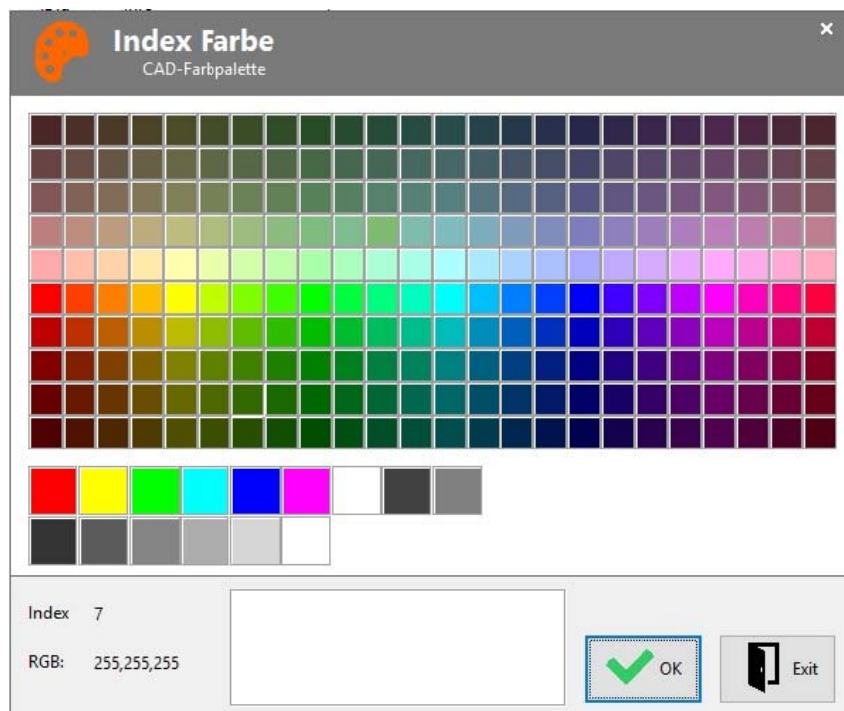 Index Farbe
CAD-Farbpalette
Index 7
RGB: 255,255,255
OK
Exit